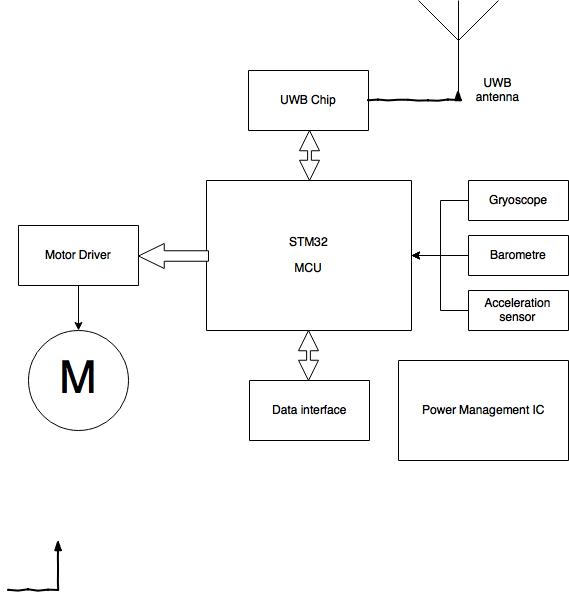 UWB Chip
UWB
antenna
STM32
MCU
Gryoscope
Barometre
Acceleration
sensor
Motor Driver
M
Data interface
Power Management IC